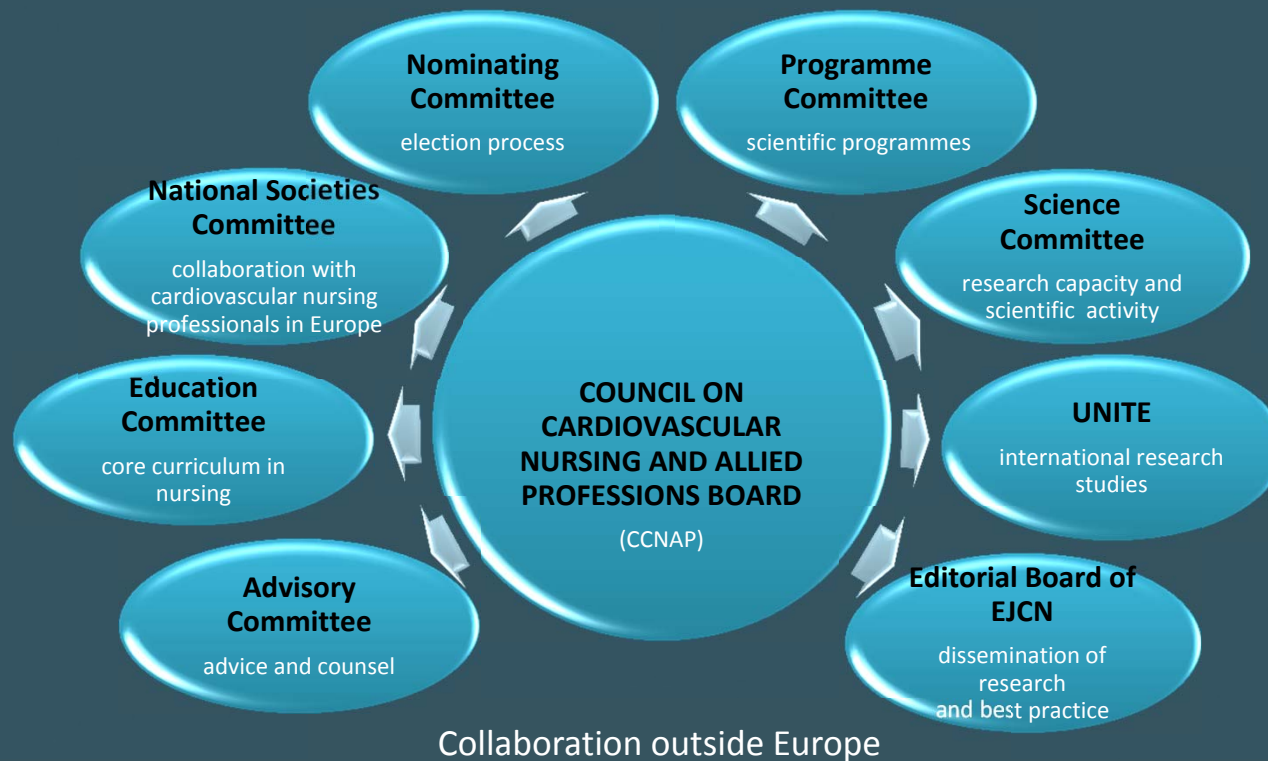 Nominating
Committee
election process
Programme
Committee
scientific programmes
National Societies
Committee
collaboration with
cardiovascular nursing
professionals in Europe
Science
Committee
research capacity and
scientific activity
Education
Committee
core curriculum in
nursing
COUNCIL ON
CARDIOVASCULAR
NURSING AND ALLIED
PROFESSIONS BOARD
(CCNAP)
UNITE
international research
studies
Advisory
Committee
advice and counsel
Editorial Board of
EJCN
dissemination of
research
and best practice
Collaboration outside Europe